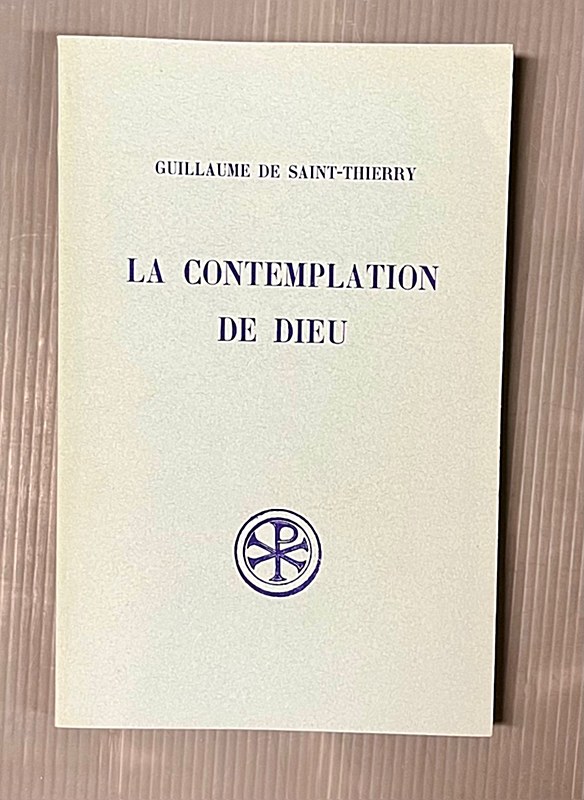 GUILLAUME DE SAINT-THIERRY
LA CONTEMPLATION
DE DIEU